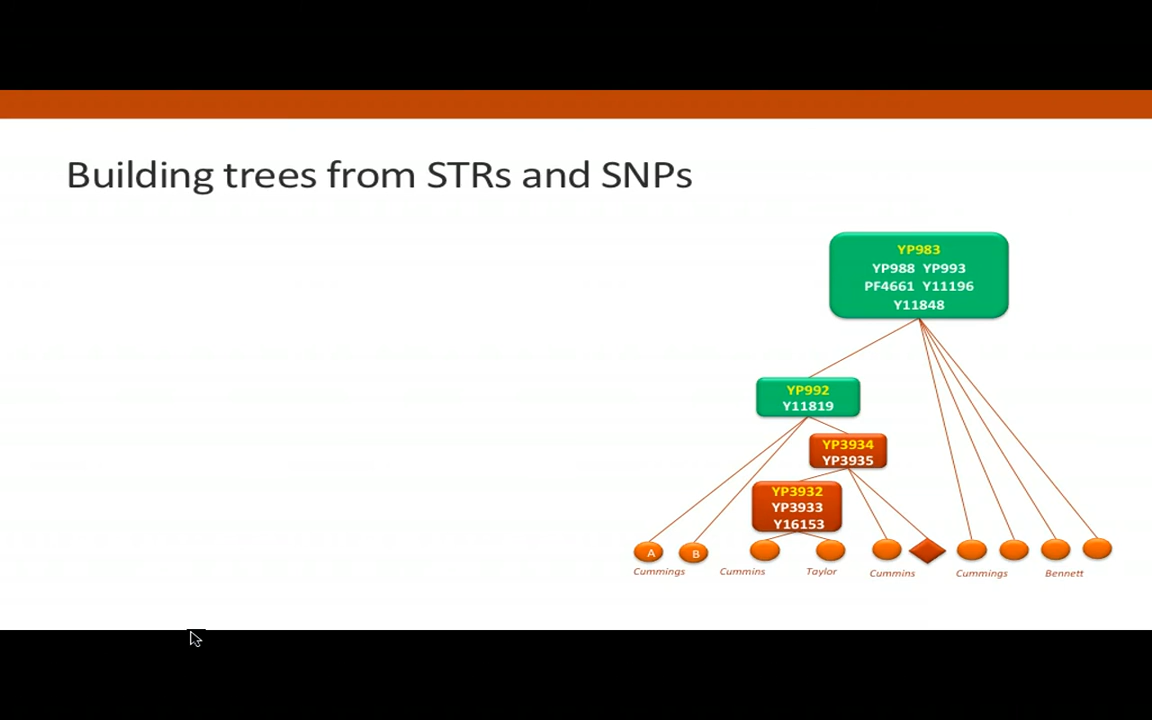 Building trees from STRs and SNPs
YP983
YP988 YP993
PF4661 Y11196
Y11848
YP992
Y11819
YP3934
YP3935
YP3932
YP3933
Y16153
A B
Cummings Cummins Taylor Cummins Cummings Bennett